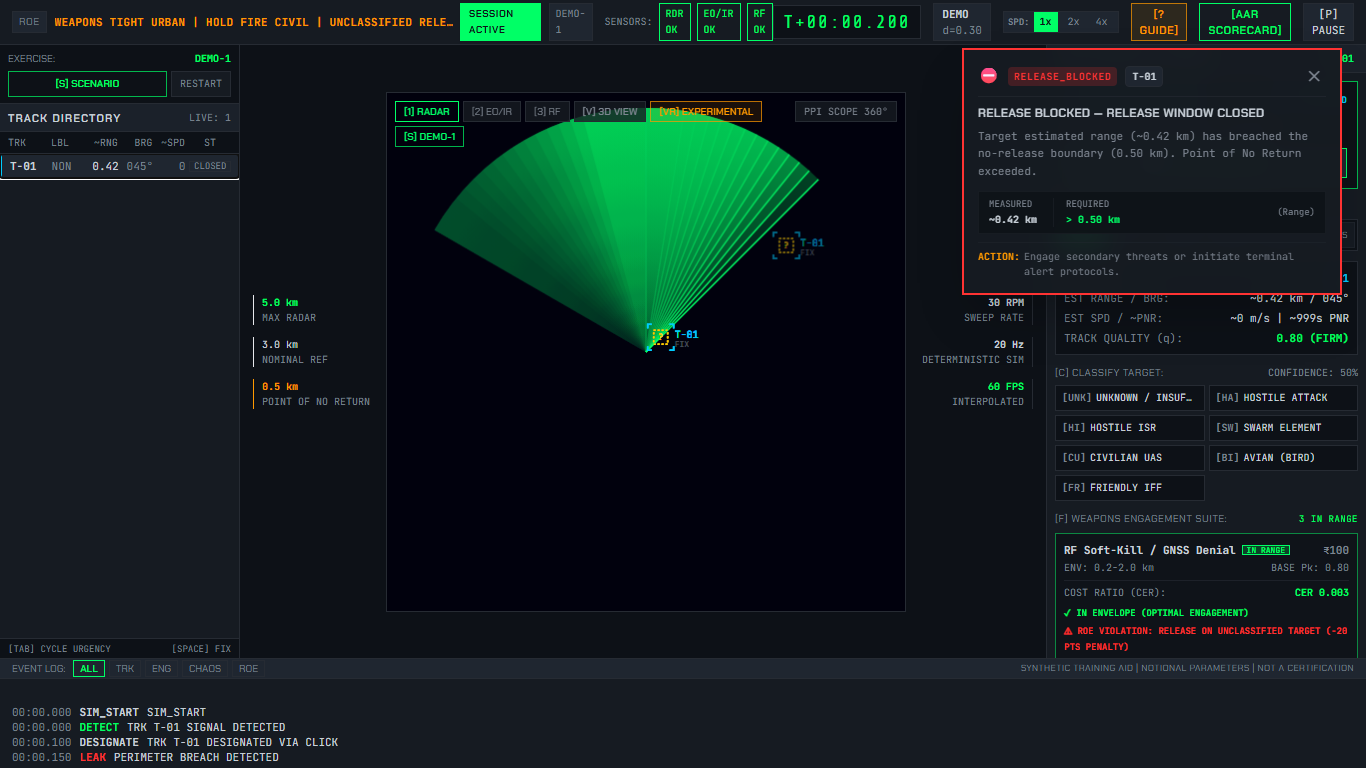 ROE
WEAPONS TIGHT URBAN | HOLD FIRE CIVIL | UNCLASSIFIED RELE…
SESSION ACTIVE
DEMO-1
SENSORS:
RDR OK
EO/IR OK
RF OK
T+00:00.200
DEMO
d=0.30
SPD: 1x 2x 4x
[? GUIDE]
[AAR SCORECARD]
[P] PAUSE
EXERCISE: DEMO-1
[S] SCENARIO
RESTART
TRACK DIRECTORY LIVE: 1
TRK LBL ~RNG BRG ~SPD ST
T-01 NON 0.42 045° 0 CLOSED
[TAB] CYCLE URGENCY [SPACE] FIX
[1] RADAR
[2] EO/IR
[3] RF
[V] 3D VIEW
[VR] EXPERIMENTAL
PPI SCOPE 360°
[S] DEMO-1
T-01
FIX
T-01
FIX
5.0 km
MAX RADAR
3.0 km
NOMINAL REF
0.5 km
POINT OF NO RETURN
30 RPM
SWEEP RATE
20 Hz
DETERMINISTIC SIM
60 FPS
INTERPOLATED
RELEASE_BLOCKED T-01
RELEASE BLOCKED — RELEASE WINDOW CLOSED
Target estimated range (~0.42 km) has breached the
no-release boundary (0.50 km). Point of No Return
exceeded.
MEASURED
~0.42 km
REQUIRED
> 0.50 km
(Range)
ACTION: Engage secondary threats or initiate terminal
alert protocols.
01
EST RANGE / BRG: ~0.42 km / 045°
EST SPD / ~PNR: ~0 m/s | ~999s PNR
TRACK QUALITY (q): 0.80 (FIRM)
[C] CLASSIFY TARGET: CONFIDENCE: 50%
[UNK] UNKNOWN / INSUF…
[HA] HOSTILE ATTACK
[HI] HOSTILE ISR
[SW] SWARM ELEMENT
[CU] CIVILIAN UAS
[BI] AVIAN (BIRD)
[FR] FRIENDLY IFF
[F] WEAPONS ENGAGEMENT SUITE: 3 IN RANGE
RF Soft-Kill / GNSS Denial IN RANGE ₹100
ENV: 0.2-2.0 km BASE Pk: 0.80
COST RATIO (CER): CER 0.003
✓ IN ENVELOPE (OPTIMAL ENGAGEMENT)
⚠ ROE VIOLATION: RELEASE ON UNCLASSIFIED TARGET (-20
PTS PENALTY)
EVENT LOG: ALL TRK ENG CHAOS ROE
SYNTHETIC TRAINING AID | NOTIONAL PARAMETERS | NOT A CERTIFICATION
00:00.000 SIM_START SIM_START
00:00.000 DETECT TRK T-01 SIGNAL DETECTED
00:00.100 DESIGNATE TRK T-01 DESIGNATED VIA CLICK
00:00.150 LEAK PERIMETER BREACH DETECTED